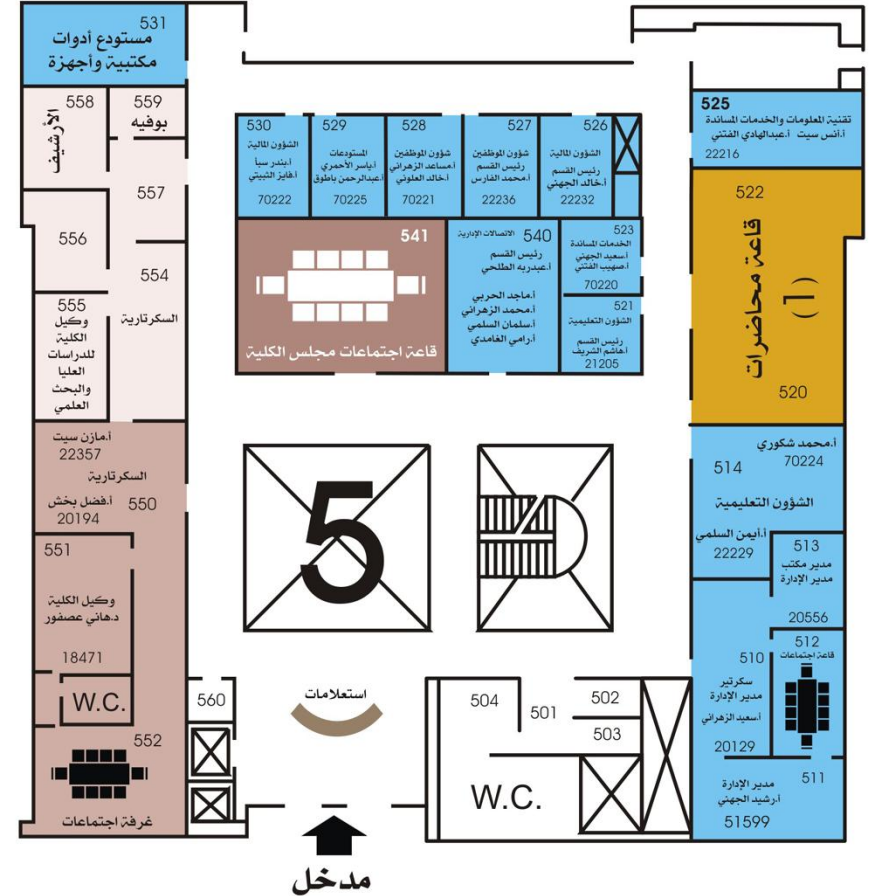 531
مستودع أدوات
مكتبية وأجهزة
558
الأرشيف
559
بوفيه
557
556
554
السكرتارية
555
وكيل
الكلية
للدراسات
العليا
والبحث
العلمي
أ.مازن سيت
22357
السكرتارية
550
أ.فضل بخش
20194
551
وكيل الكلية
د.هاني عصفور
18471
W.C.
552
غرفة اجتماعات
530
الشؤون المالية
أ.بندر سبأ
أ.فايز الثبيتي
70222
529
المستودعات
أ.ياسر الأحمري
أ.عبدالرحمن باطوق
70225
528
شؤون الموظفين
أ.مساعد الزهراني
أ.خالد العلوني
70221
527
شؤون الموظفين
رئيس القسم
أ.محمد الفارس
22236
526
الشؤون المالية
رئيس القسم
أ.خالد الجهني
22232
541
قاعة اجتماعات مجلس الكلية
540
الاتصالات الإدارية
رئيس القسم
أ.عبدربه الطلحي
أ.ماجد الحربي
أ.محمد الزهراني
أ.سلمان السلمي
أ.رامي الغامدي
523
الخدمات المساندة
أ.سعيد الجهني
أ.صهيب الفتني
70220
521
الشؤون التعليمية
رئيس القسم
أ.هاشم الشريف
21205
525
تقنية المعلومات والخدمات المساندة
أ.أنس سيت أ.عبدالهادي الفتني
22216
522
قاعة محاضرات
(1)
520
أ.محمد شكوري
70224
514
الشؤون التعليمية
أ.أيمن السلمي
22229
513
مدير مكتب
مدير الإدارة
20556
512
قاعة اجتماعات
510
سكرتير
مدير الإدارة
أ.سعيد الزهراني
20129
511
مدير الإدارة
أ.رشيد الجهني
51599
5
560
استعلامات
504
501
502
503
W.C.
مدخل